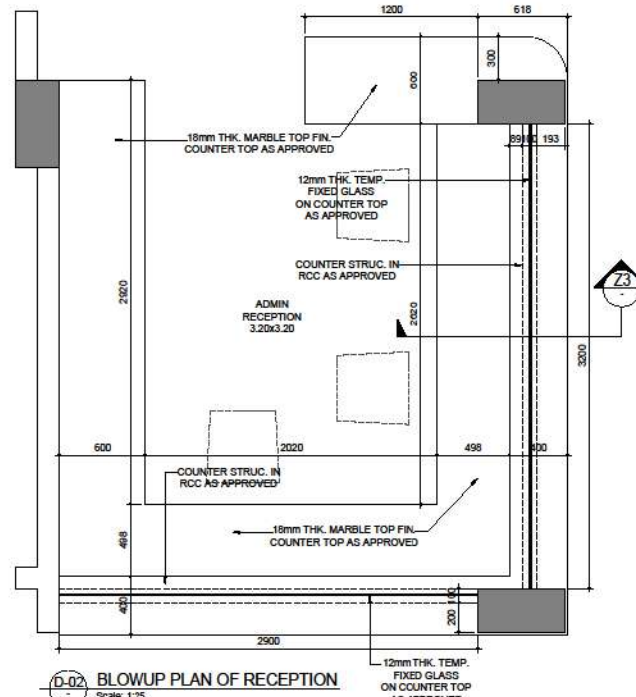 1200
618
300
600
18mm THK. MARBLE TOP FIN.
COUNTER TOP AS APPROVED
193
12mm THK. TEMP.
FIXED GLASS
ON COUNTER TOP
AS APPROVED
COUNTER STRUC. IN
RCC AS APPROVED
Z3
-
2920
ADMIN
RECEPTION
3.20x3.20
2620
3200
600
2020
498
400
COUNTER STRUC. IN
RCC AS APPROVED
498
18mm THK. MARBLE TOP FIN.
COUNTER TOP AS APPROVED
400
100
200
2900
12mm THK. TEMP.
FIXED GLASS
ON COUNTER TOP
D-02
-
BLOWUP PLAN OF RECEPTION
Scale: 1:25